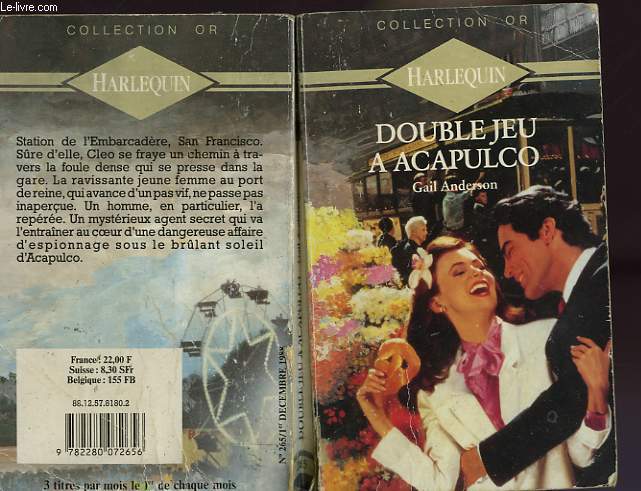 Le-livre.com
COLLECTION OR
HARLEQUIN
Station de l'Embarcadère, San Francisco.
Sûre d'elle, Cleo se fraye un chemin à tra-
vers la foule dense qui se presse dans la
gare. La ravissante jeune femme au port
de reine, qui avance d'un pas vif, ne passe pas
inaperçue. Un homme, en particulier, l'a
repérée. Un mystérieux agent secret qui va
l'entraîner au cœur d'une dangereuse affaire
d'espionnage sous le brûlant soleil
d'Acapulco.
France : 22,00 F
Suisse : 8,30 SFr
Belgique : 155 FB
88.12.57.8180.2
9 782280 072656
3 titres par mois le 1er de chaque mois
N° 265/1er DECEMBRE 1988
DOUBLE JEU A ACAPULCO
COLLECTION OR
HARLEQUIN
DOUBLE JEU
A ACAPULCO
Gail Anderson